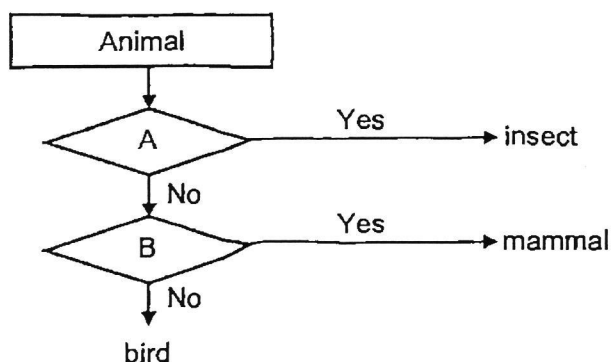 Animal
A
Yes
insect
No
B
Yes
mammal
No
bird